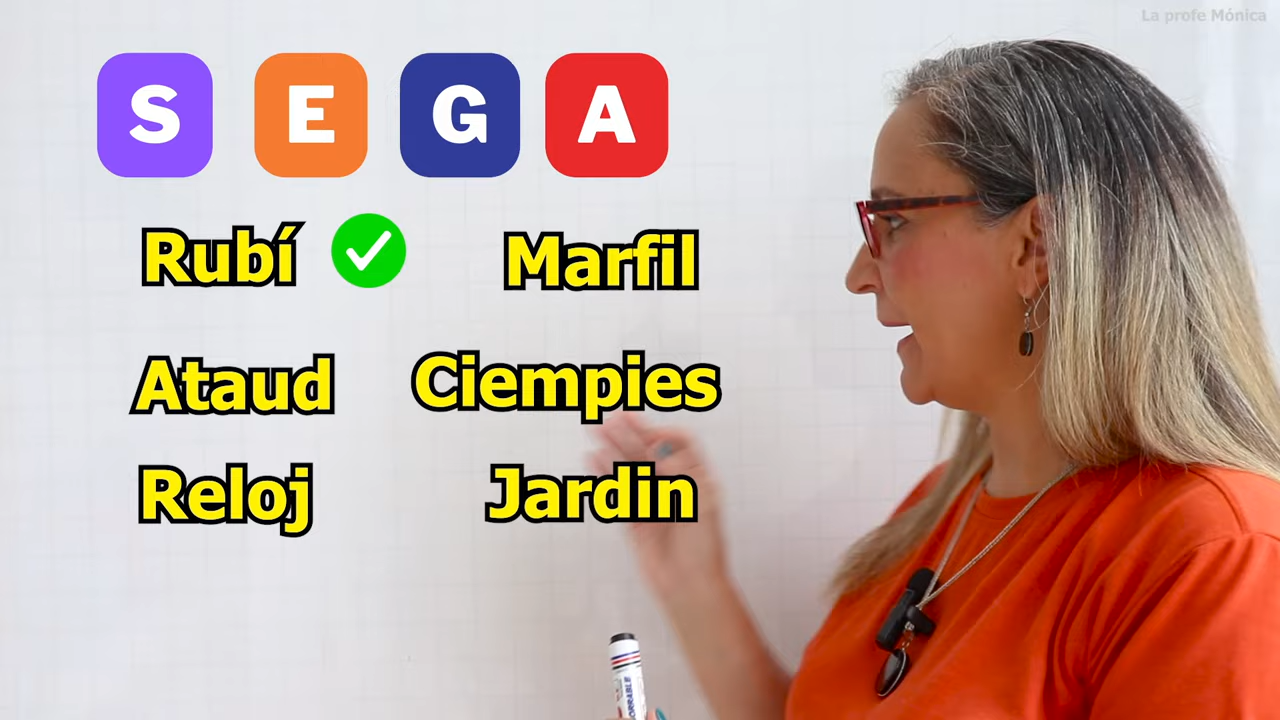 La profe Mónica
S E G A
Rubí Marfil
Ataud Ciempies
Reloj Jardin